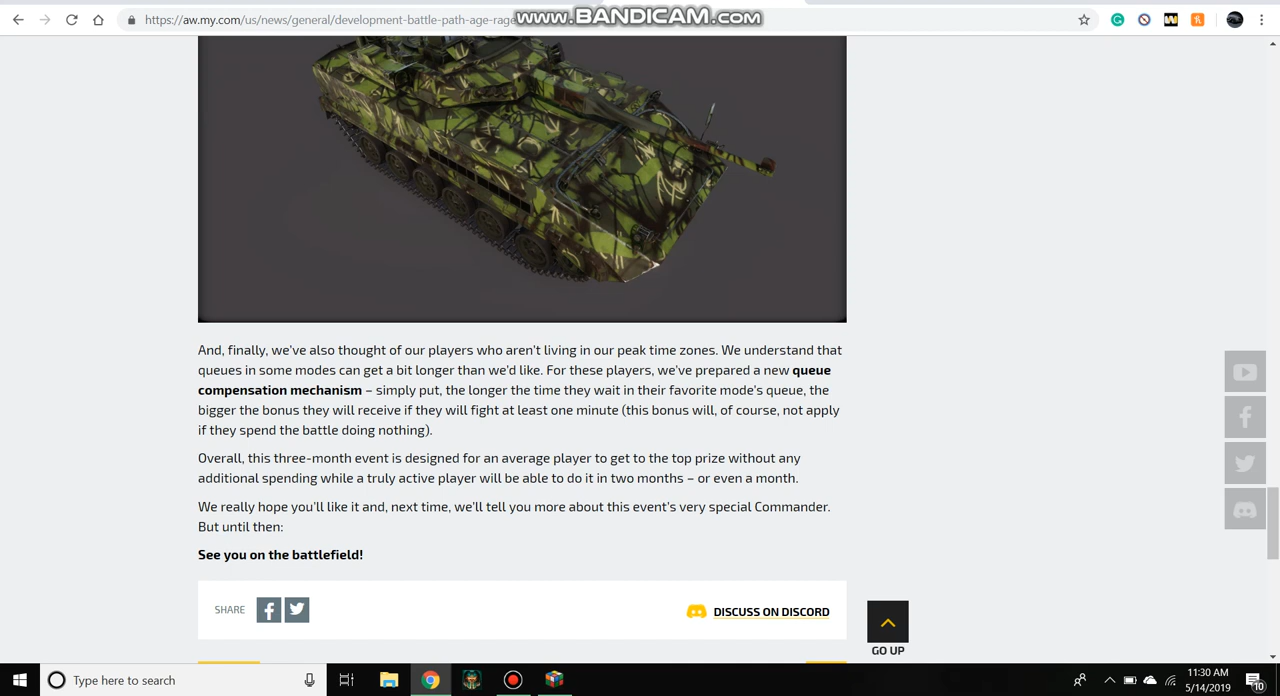 https://aw.my.com/us/news/general/development-battle-path-age-rage
www.BANDICAM.com
And, finally, we've also thought of our players who aren't living in our peak time zones. We understand that
queues in some modes can get a bit longer than we'd like. For these players, we've prepared a new queue
compensation mechanism – simply put, the longer the time they wait in their favorite mode's queue, the
bigger the bonus they will receive if they will fight at least one minute (this bonus will, of course, not apply
if they spend the battle doing nothing).
Overall, this three-month event is designed for an average player to get to the top prize without any
additional spending while a truly active player will be able to do it in two months – or even a month.
We really hope you'll like it and, next time, we'll tell you more about this event's very special Commander.
But until then:
See you on the battlefield!
SHARE
DISCUSS ON DISCORD
GO UP
Type here to search
11:30 AM
5/14/2019
10